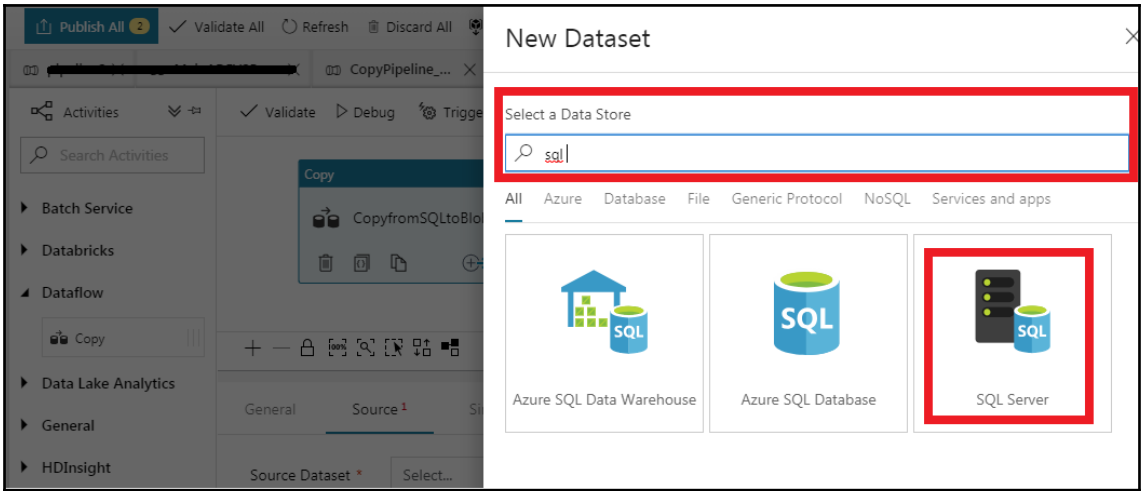 Publish All 2
Validate All
Refresh
Discard All
CopyPipeline_...
Activities
Search Activities
Batch Service
Databricks
Dataflow
Copy
Data Lake Analytics
General
HDInsight
Validate
Debug
Trigge
Copy
CopyfromSQLtoBlo
100%
General
Source 1
Si
Source Dataset *
Select...
New Dataset
Select a Data Store
sql
All Azure Database File Generic Protocol NoSQL Services and apps
SQL
SQL
SQL
Azure SQL Data Warehouse
Azure SQL Database
SQL Server